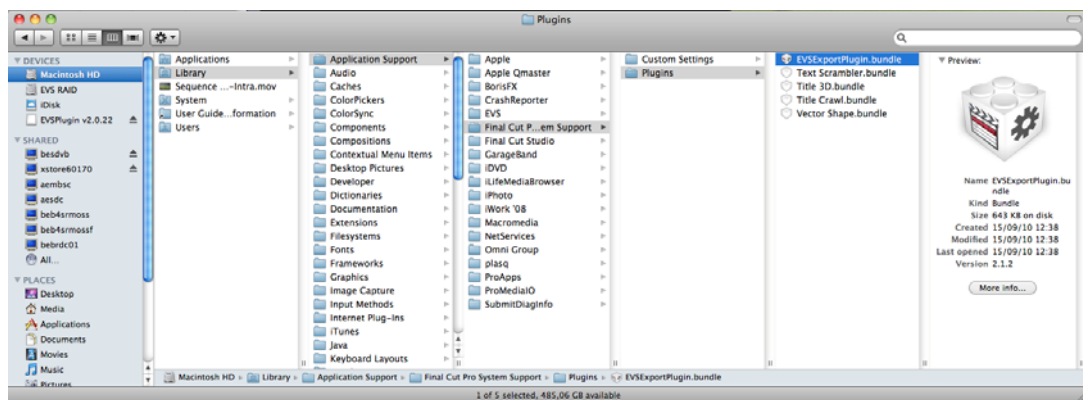 Plugins
DEVICES
Macintosh HD
EVS RAID
iDisk
EVSPlugin v2.0.22
SHARED
besdvb
xstore60170
aembsc
aesdc
beb4srmoss
beb4srmossf
bebrdc01
All...
PLACES
Desktop
Media
Applications
Documents
Movies
Music
Pictures
Applications
Library
Sequence ...-Intra.mov
System
User Guide...formation
Users
Application Support
Audio
Caches
ColorPickers
ColorSync
Components
Compositions
Contextual Menu Items
Desktop Pictures
Developer
Dictionaries
Documentation
Extensions
Filesystems
Fonts
Frameworks
Graphics
Image Capture
Input Methods
Internet Plug-Ins
iTunes
Java
Keyboard Layouts
Apple
Apple Qmaster
BorisFX
CrashReporter
EVS
Final Cut P...em Support
Final Cut Studio
GarageBand
iDVD
iLifeMediaBrowser
iPhoto
iWork '08
Macromedia
NetServices
Omni Group
plasq
ProApps
ProMediaIO
SubmitDiagInfo
Custom Settings
Plugins
EVSExportPlugin.bundle
Text Scrambler.bundle
Title 3D.bundle
Title Crawl.bundle
Vector Shape.bundle
Preview:
Name EVSExportPlugin.bu
ndle
Kind Bundle
Size 643 KB on disk
Created 15/09/10 12:38
Modified 15/09/10 12:38
Last opened 15/09/10 12:38
Version 2.1.2
More info...
Macintosh HD Library Application Support Final Cut Pro System Support Plugins EVSExportPlugin.bundle
1 of 5 selected, 485,06 GB available